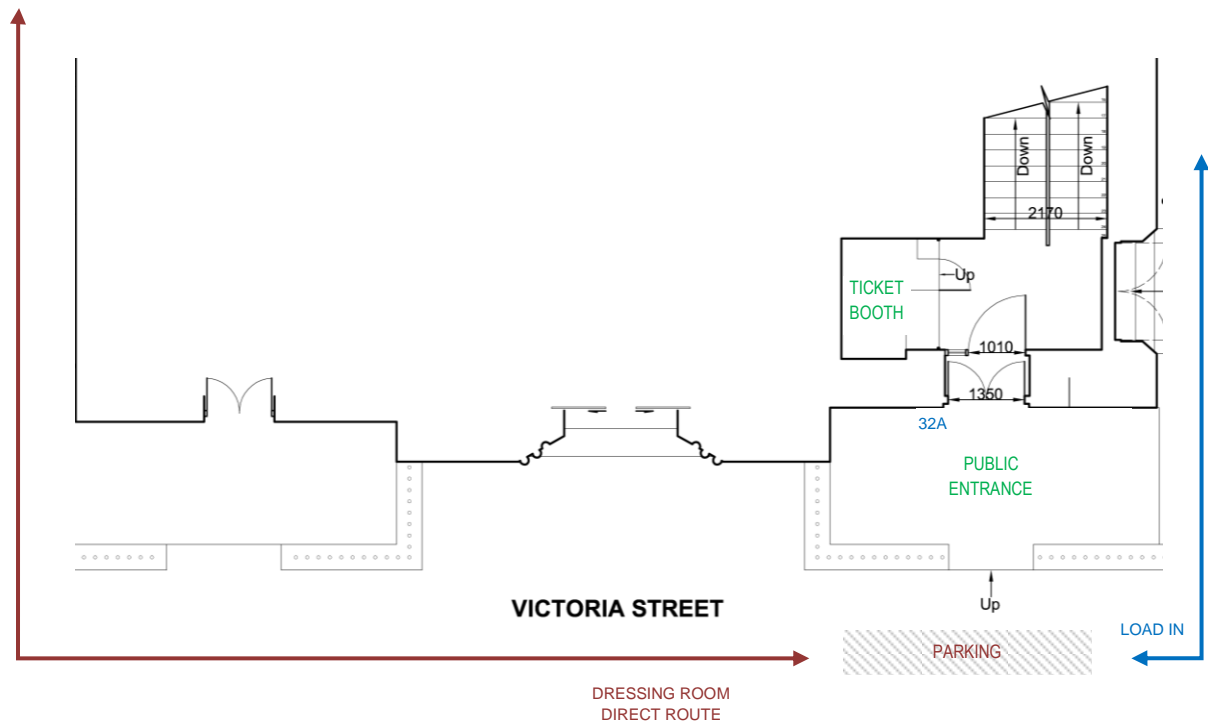 Down
Down
2170
Up
TICKET
BOOTH
1010
1350
32A
PUBLIC
ENTRANCE
VICTORIA STREET
Up
LOAD IN
PARKING
DRESSING ROOM
DIRECT ROUTE